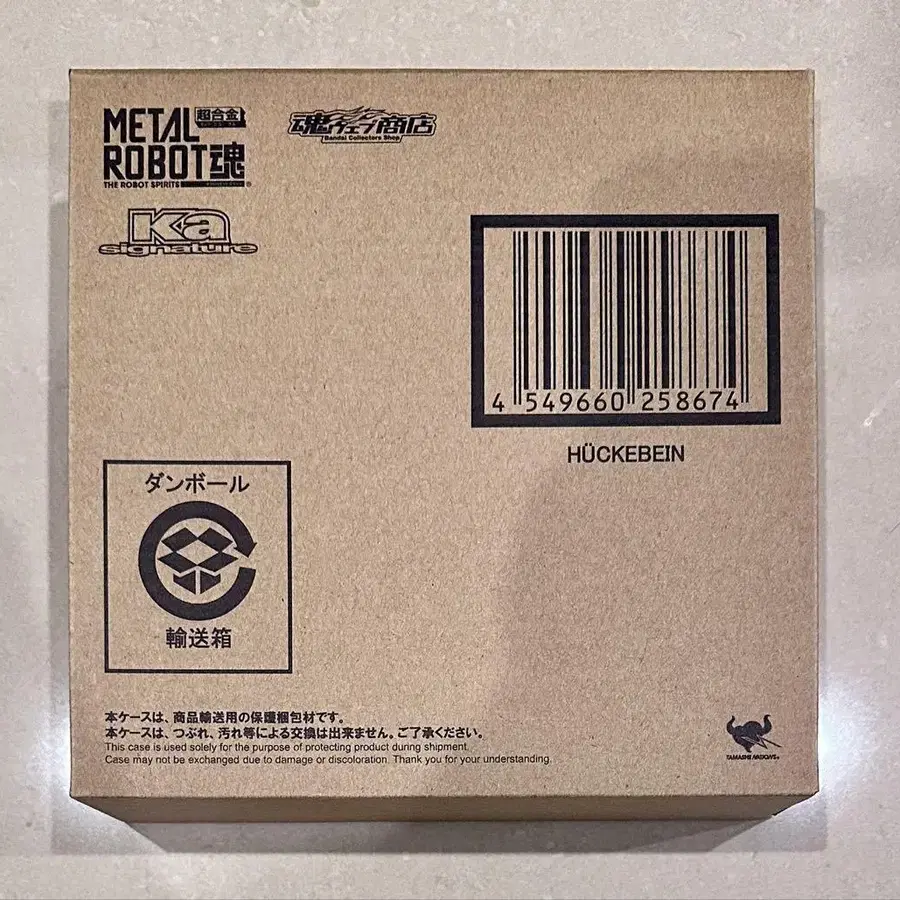 METAL 超合金
ROBOT魂
THE ROBOT SPIRITS
魂ウェブ商店
Bandai Collectors Shop
Ka
signature
4 549660 258674
HÜCKEBEIN
ダンボール
輸送箱
本ケースは、商品輸送用の保護梱包材です。
本ケースは、つぶれ、汚れ等による交換は出来ません。ご了承ください。
This case is used solely for the purpose of protecting product during shipment.
Case may not be exchanged due to damage or discoloration. Thank you for your understanding.
TAMASHII NATIONS